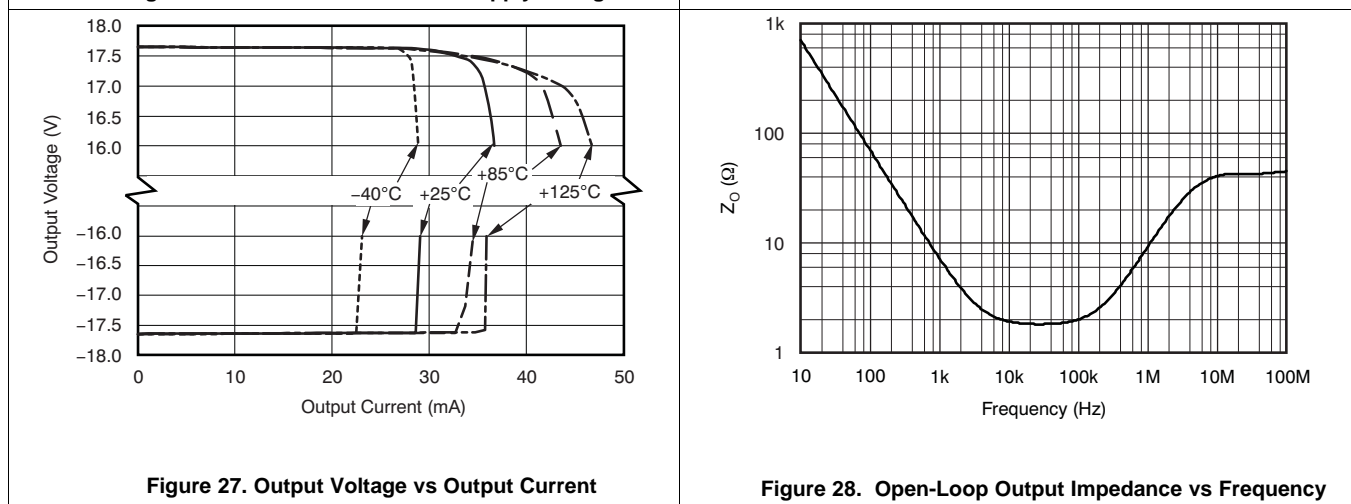 18.0
17.5
17.0
16.5
16.0
−16.0
−16.5
−17.0
−17.5
−18.0
Output Voltage (V)
−40°C
+25°C
+85°C
+125°C
0 10 20 30 40 50
Output Current (mA)
Figure 27. Output Voltage vs Output Current
1k
100
10
1
Z_O (Ω)
10 100 1k 10k 100k 1M 10M 100M
Frequency (Hz)
Figure 28. Open-Loop Output Impedance vs Frequency